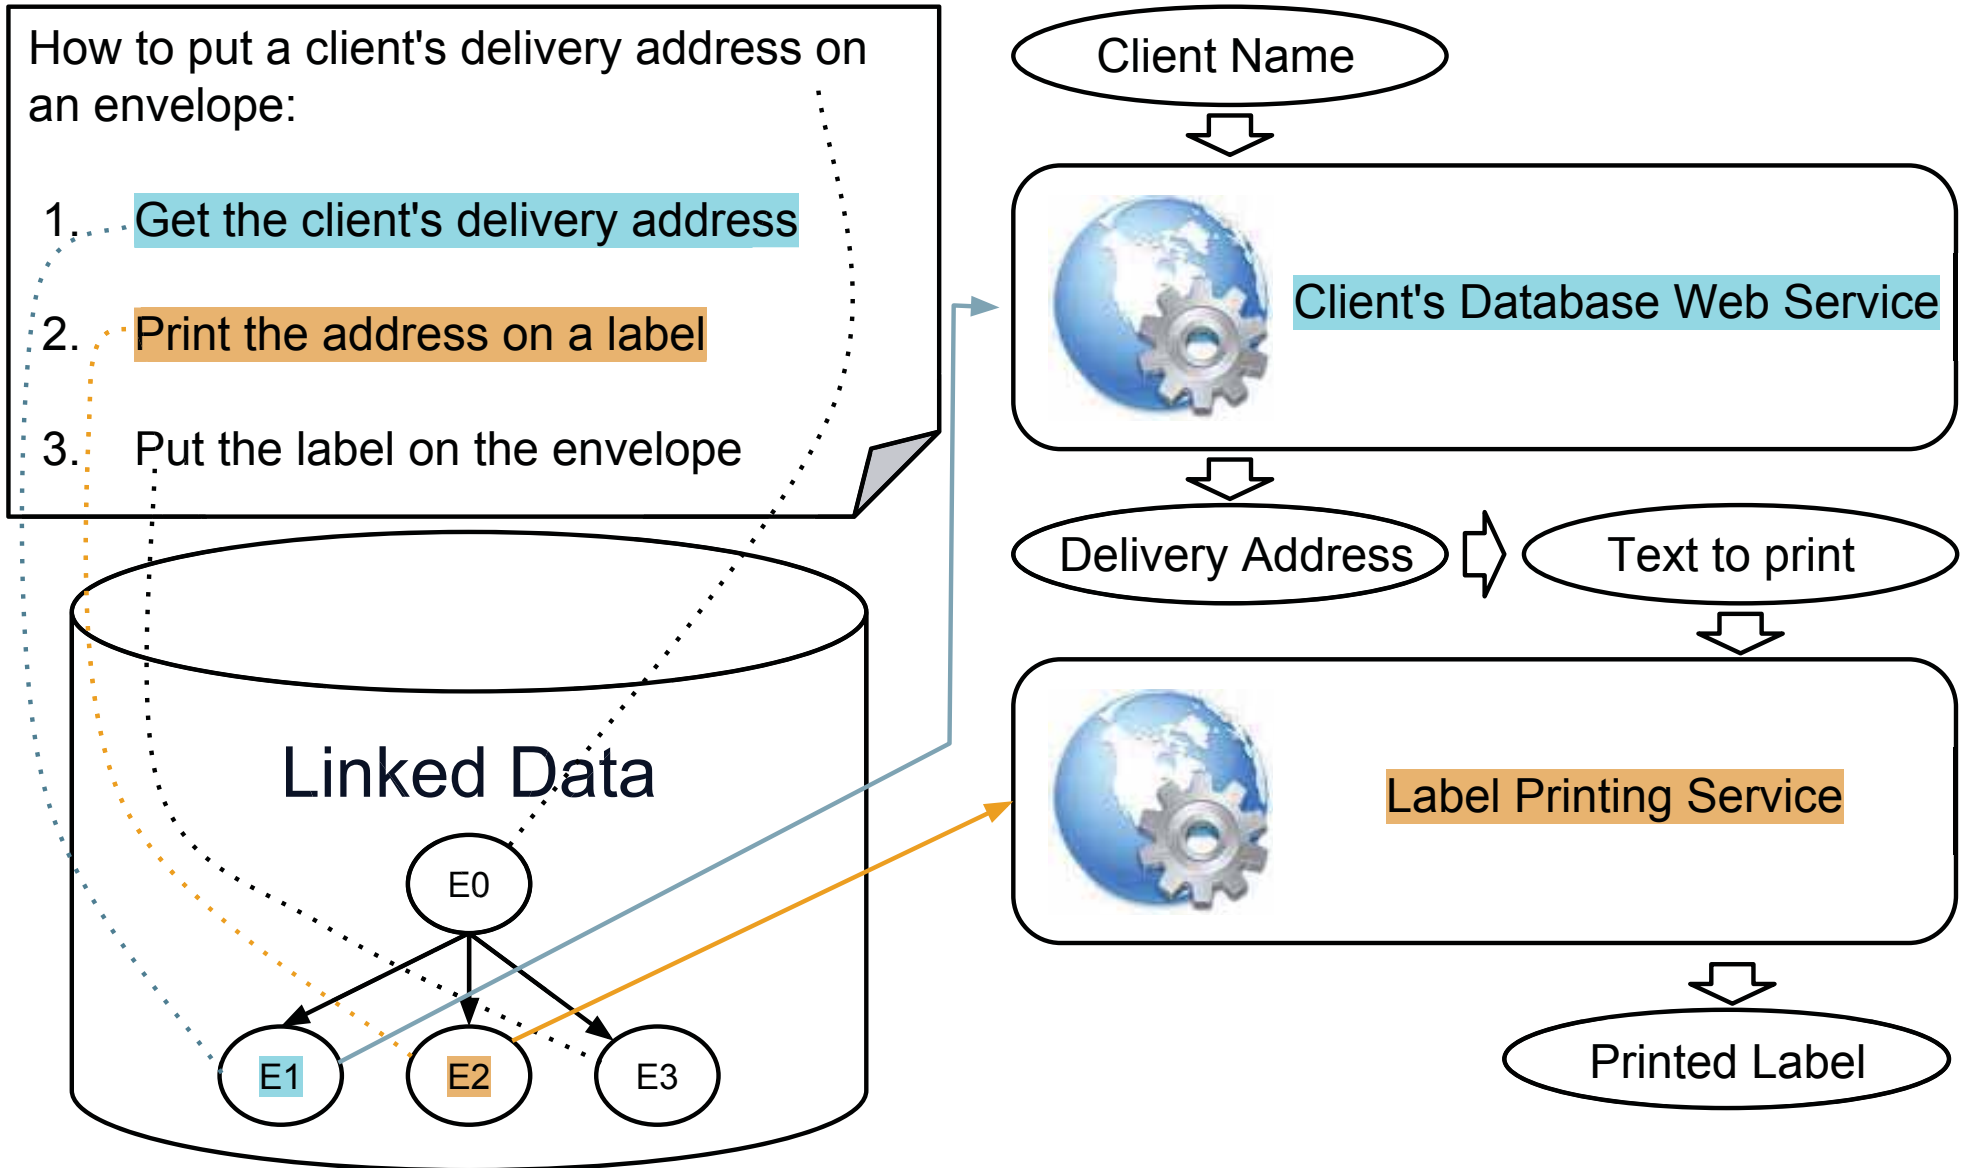 How to put a client's delivery address on
an envelope:
1. Get the client's delivery address
2. Print the address on a label
3. Put the label on the envelope
Linked Data
E0
E1
E2
E3
Client Name
Client's Database Web Service
Delivery Address
Text to print
Label Printing Service
Printed Label